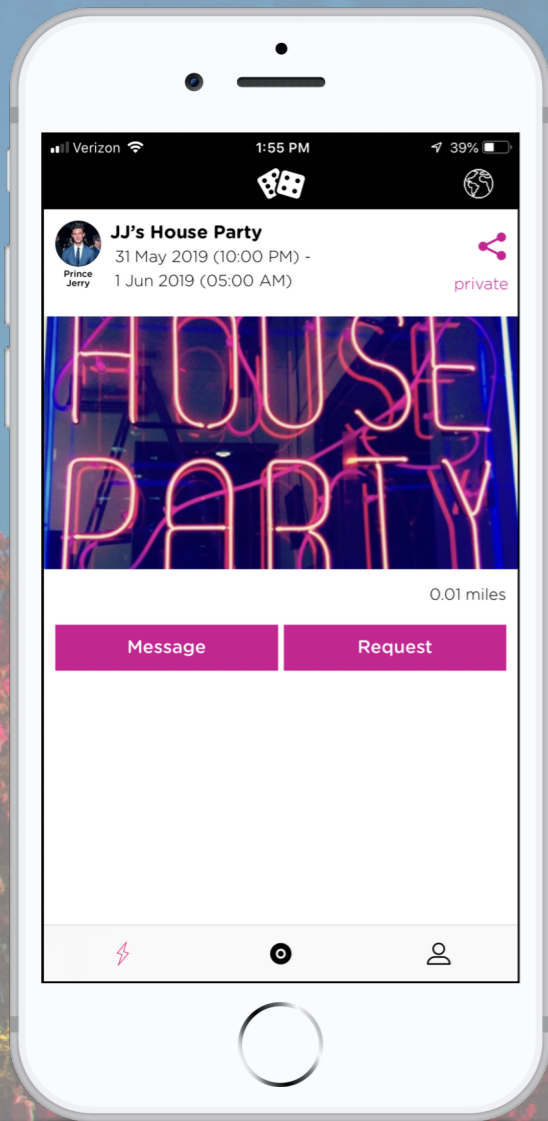 Verizon 1:55 PM 39%
JJ's House Party
31 May 2019 (10:00 PM) -
1 Jun 2019 (05:00 AM)
Prince
Jerry
private
HOUSE
PARTY
0.01 miles
Message Request